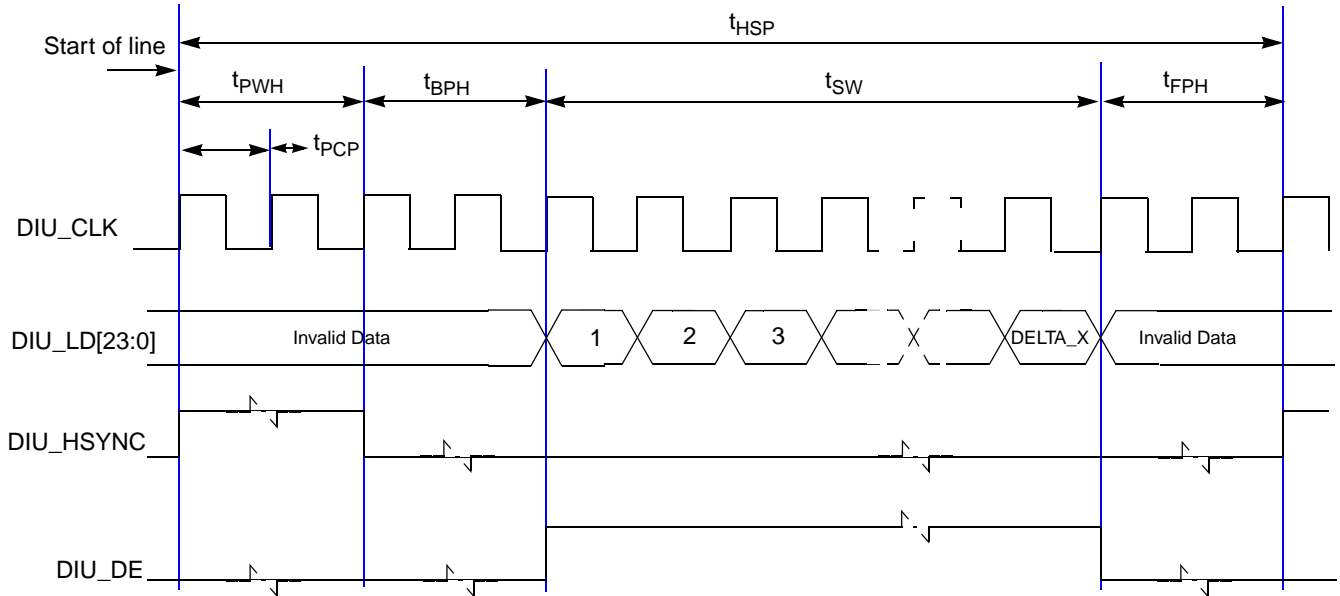 tHSP
Start of line
tPWH
tBPH
tSW
tFPH
tPCP
DIU_CLK
DIU_LD[23:0]
Invalid Data
1
2
3
DELTA_X
Invalid Data
DIU_HSYNC
DIU_DE